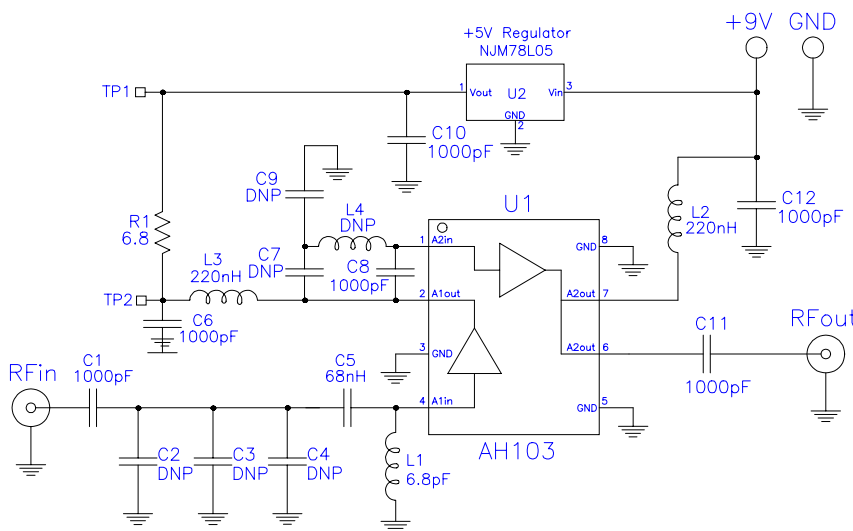 +9V GND
+5V Regulator
NJM78L05
TP1
1
Vout
U2
Vin
3
GND
2
C10
1000pF
C9
DNP
L4
DNP
U1
C12
1000pF
L2
220nH
R1
6.8
L3
220nH
C7
DNP
C8
1000pF
1
A2in
GND
8
TP2
2
A1out
A2out
7
C6
1000pF
C11
1000pF
RFout
3
GND
A2out
6
RFin
C1
1000pF
C5
68nH
4
A1in
GND
5
C2
DNP
C3
DNP
C4
DNP
L1
6.8pF
AH103